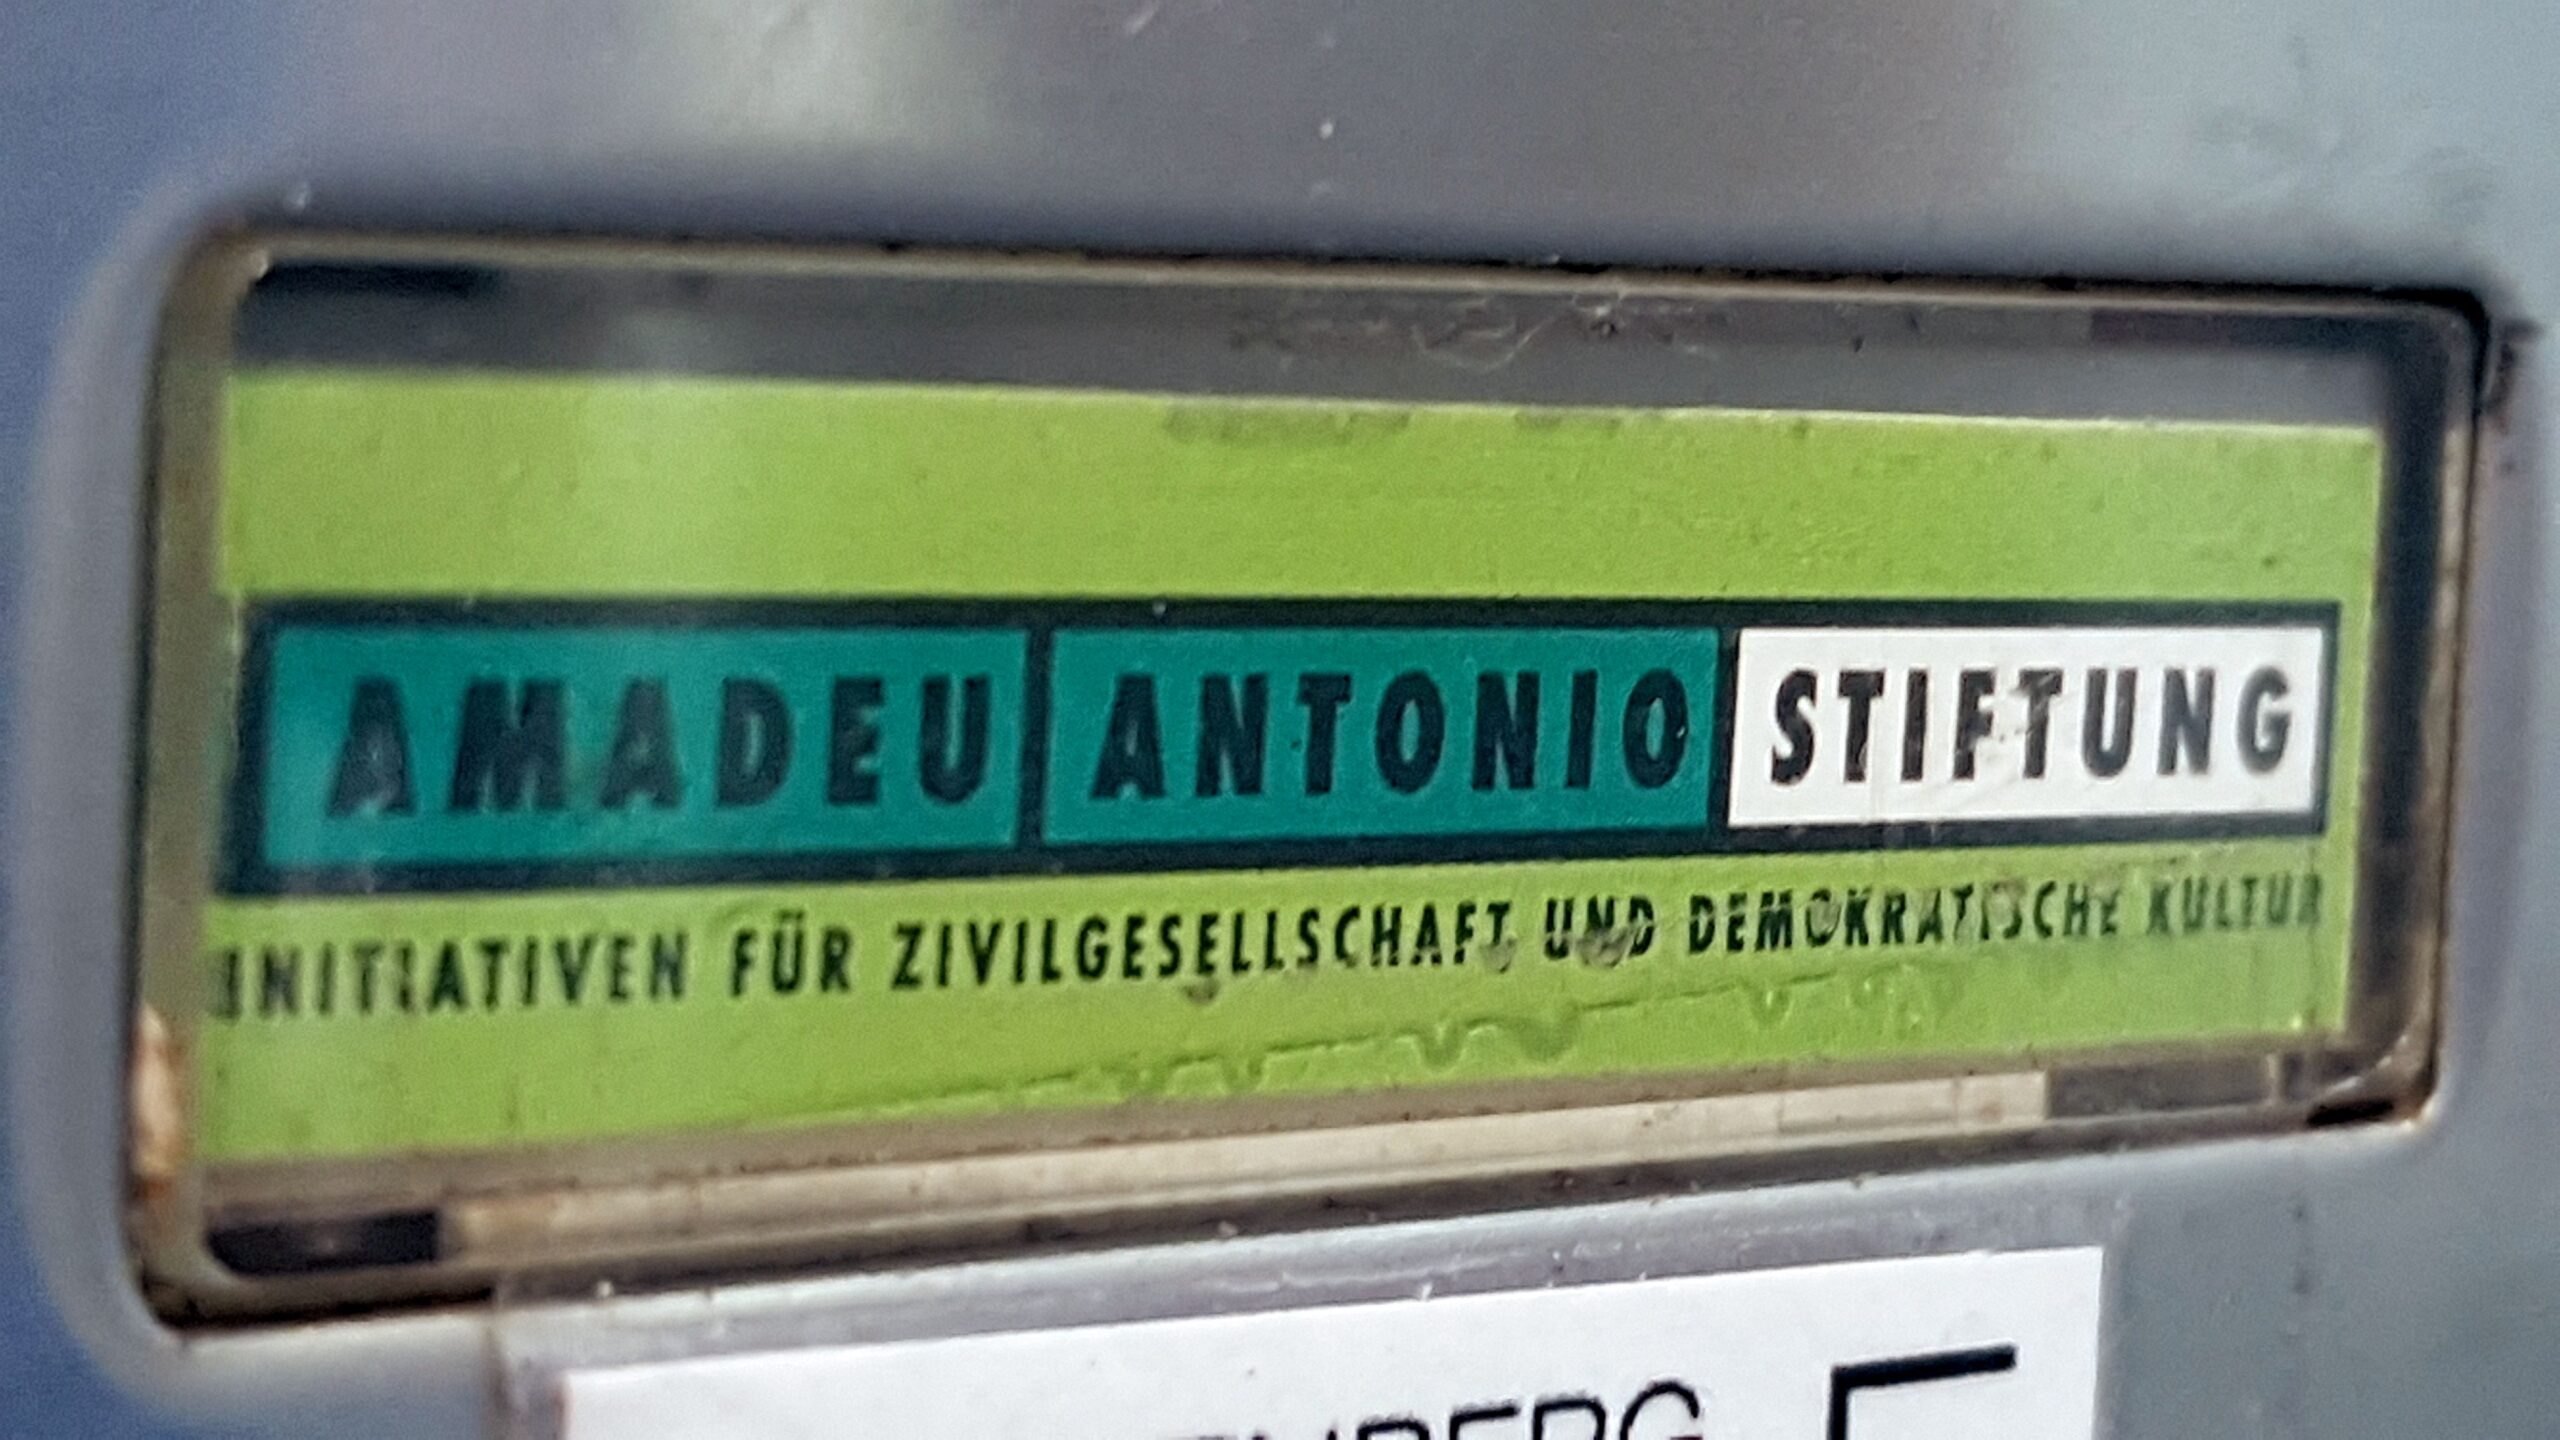 AMADEU ANTONIO STIFTUNG
INITIATIVEN FÜR ZIVILGESELLSCHAFT UND DEMOKRATISCHE KULTUR